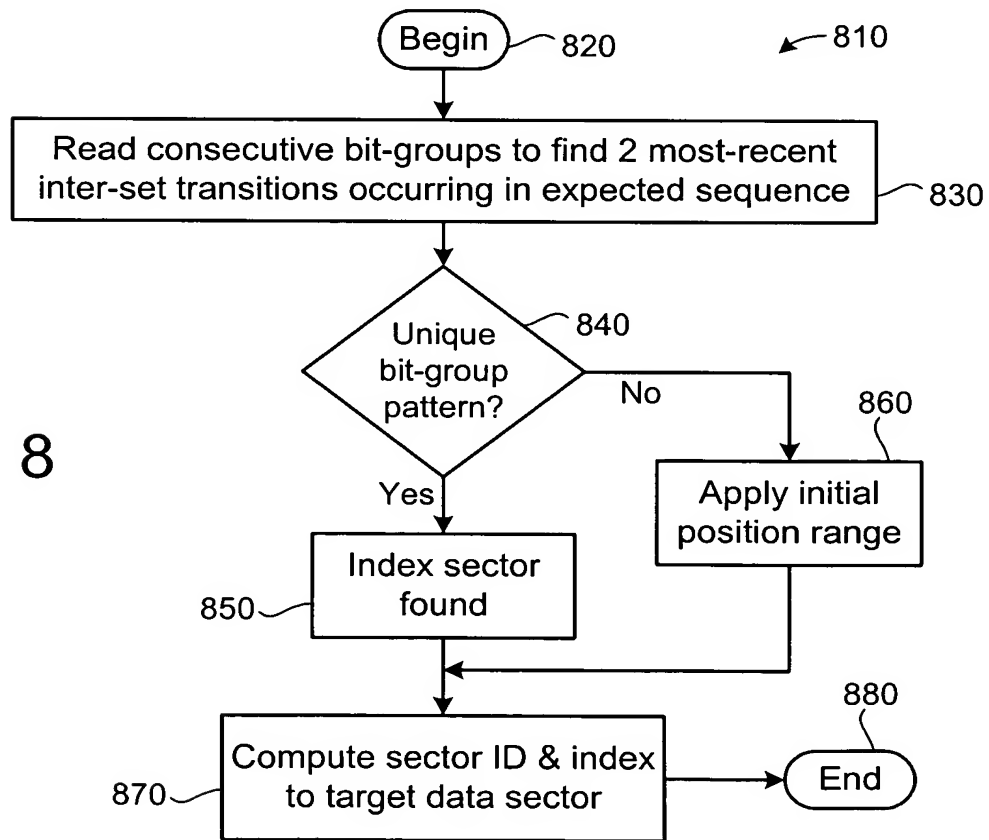 Begin
820
810
Read consecutive bit-groups to find 2 most-recent
inter-set transitions occurring in expected sequence
830
Unique
bit-group
pattern?
840
No
860
8
Yes
Apply initial
position range
Index sector
found
850
880
Compute sector ID & index
to target data sector
End
870